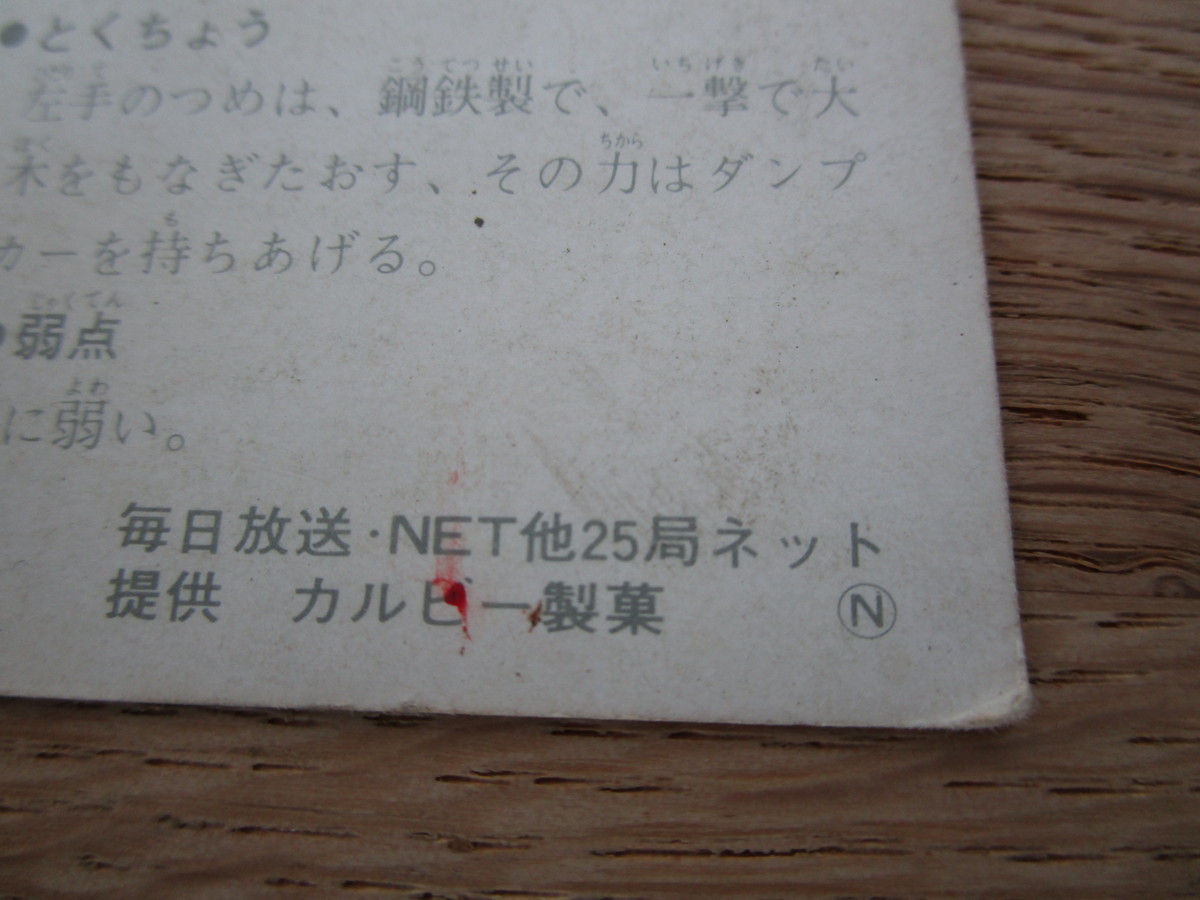 ●とくちょう
左手のつめは、鋼鉄製で、一撃で大
木をもなぎたおす、その力はダンプ
カーを持ちあげる。
●弱点
に弱い。
毎日放送・NET他25局ネット
提供 カルビー製菓 Ⓝ